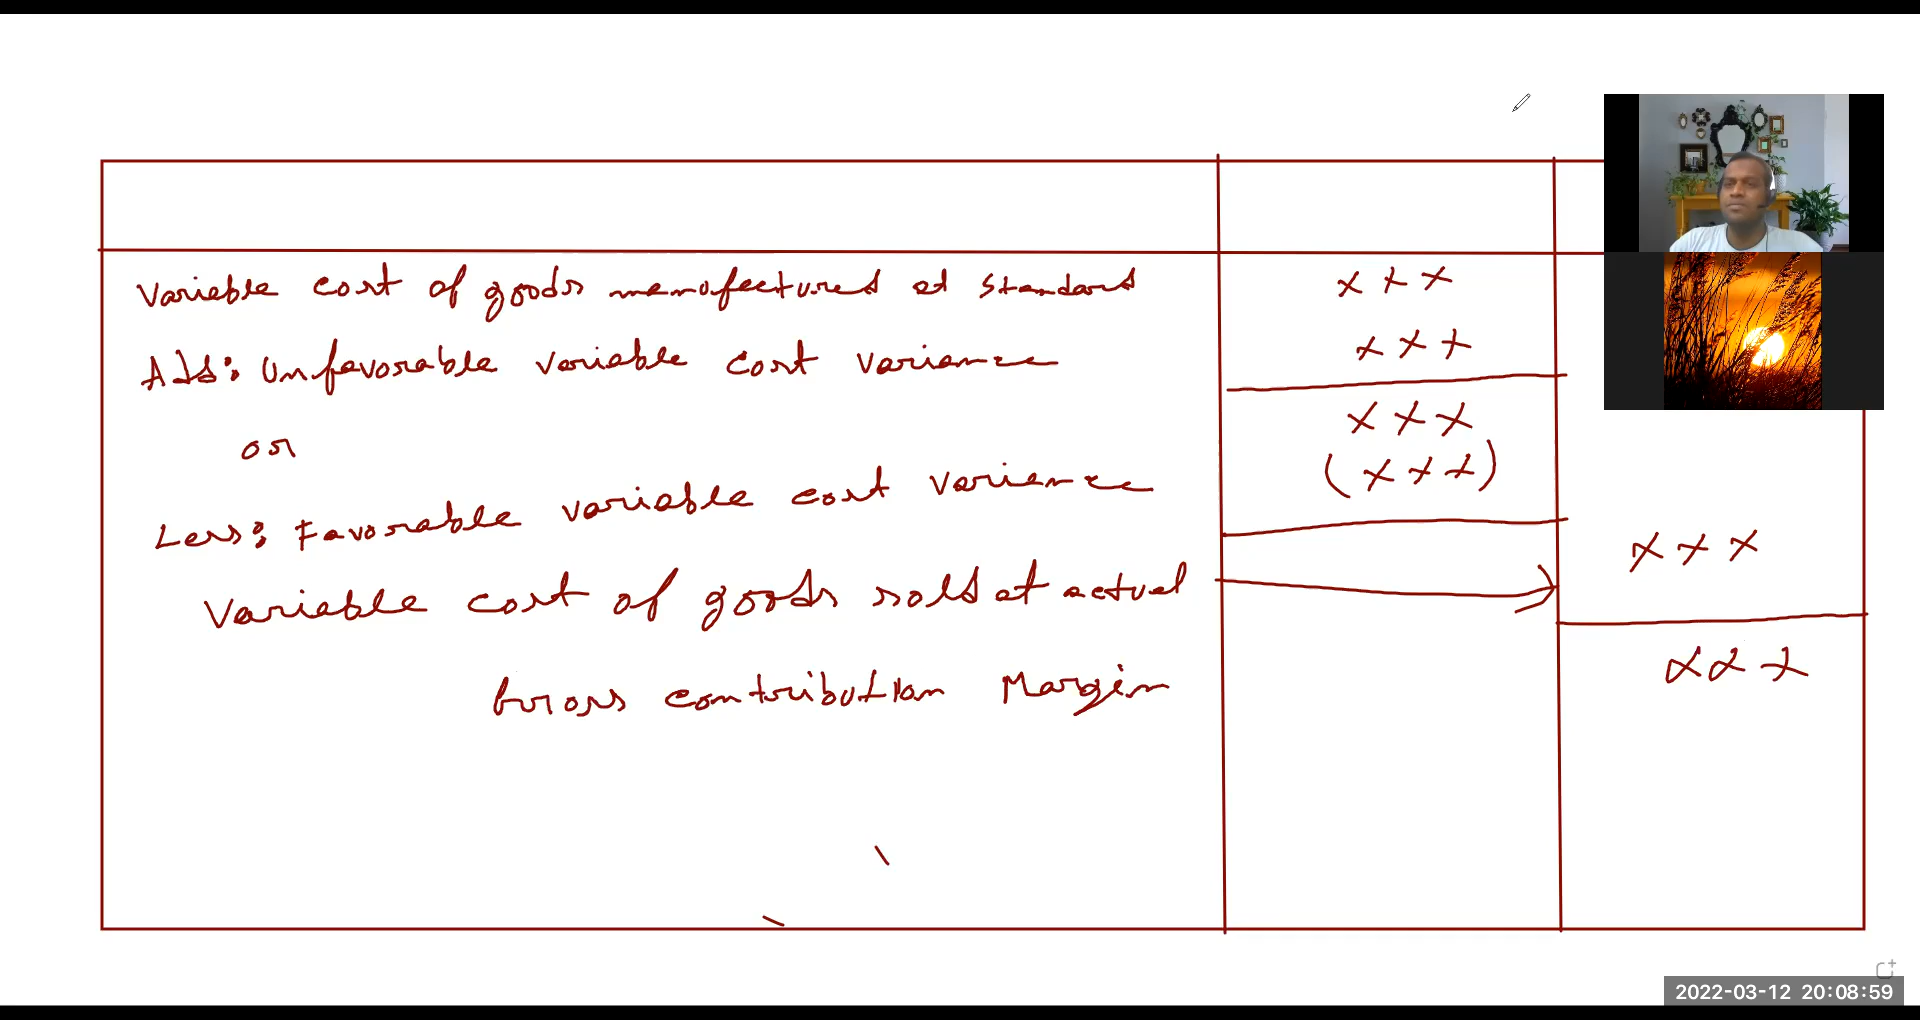 Variable cost of goods manufactured at standard xxx
Add: Unfavorable variable cost variance xxx
xxx
or
(xxx)
Less: Favorable variable cost variance
xxx
Variable cost of goods sold at actual
Gross contribution Margin xxx
2022-03-12 20:08:59